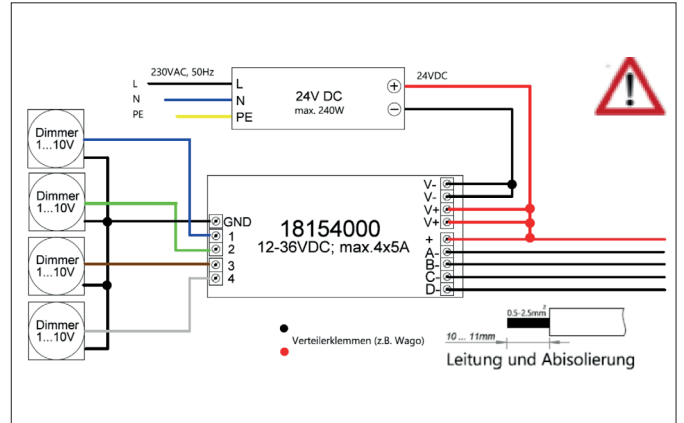 230VAC, 50Hz
L
N
PE
L
N
PE
24V DC
max. 240W
+
−
24VDC
!
Dimmer
1...10V
Dimmer
1...10V
Dimmer
1...10V
Dimmer
1...10V
GND
1
2
3
4
18154000
12-36VDC; max.4x5A
V-
V-
V+
V+
+
A-
B-
C-
D-
Verteilerklemmen (z.B. Wago)
0.5-2.5mm²
10 ... 11mm
Leitung und Abisolierung